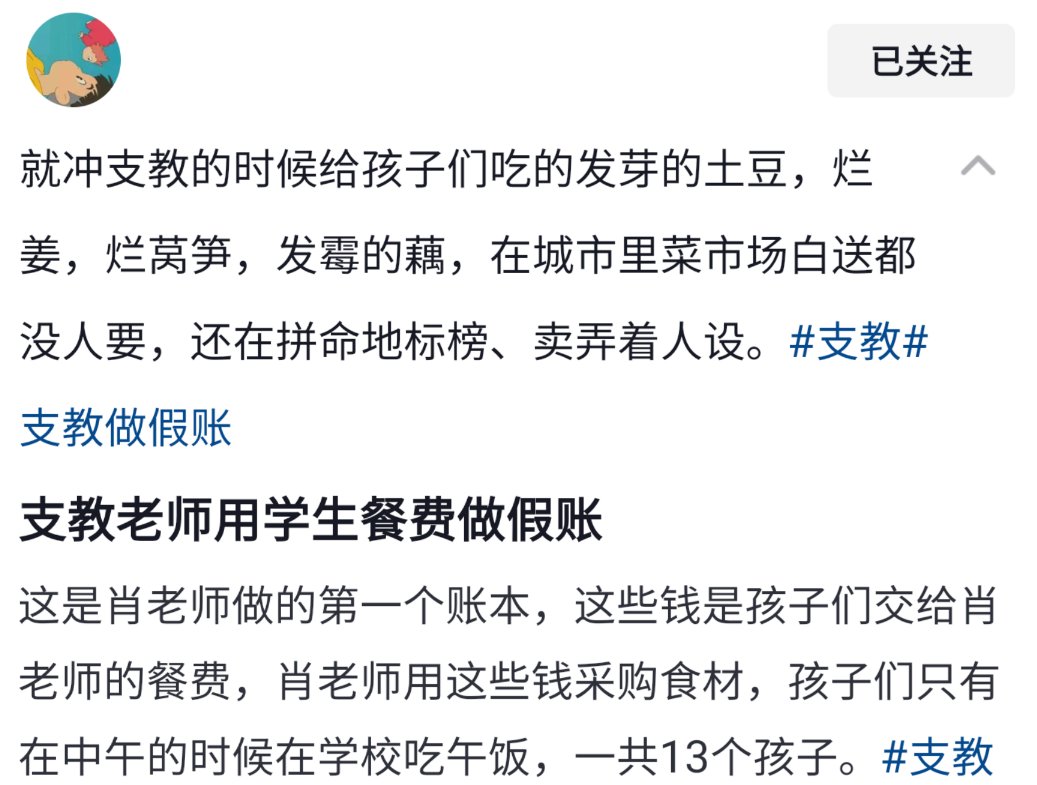 已关注
就冲支教的时候给孩子们吃的发芽的土豆，烂
姜，烂莴笋，发霉的藕，在城市里菜市场白送都
没人要，还在拼命地标榜、卖弄着人设。#支教#
支教做假账
支教老师用学生餐费做假账
这是肖老师做的第一个账本，这些钱是孩子们交给肖
老师的餐费，肖老师用这些钱采购食材，孩子们只有
在中午的时候在学校吃午饭，一共13个孩子。#支教